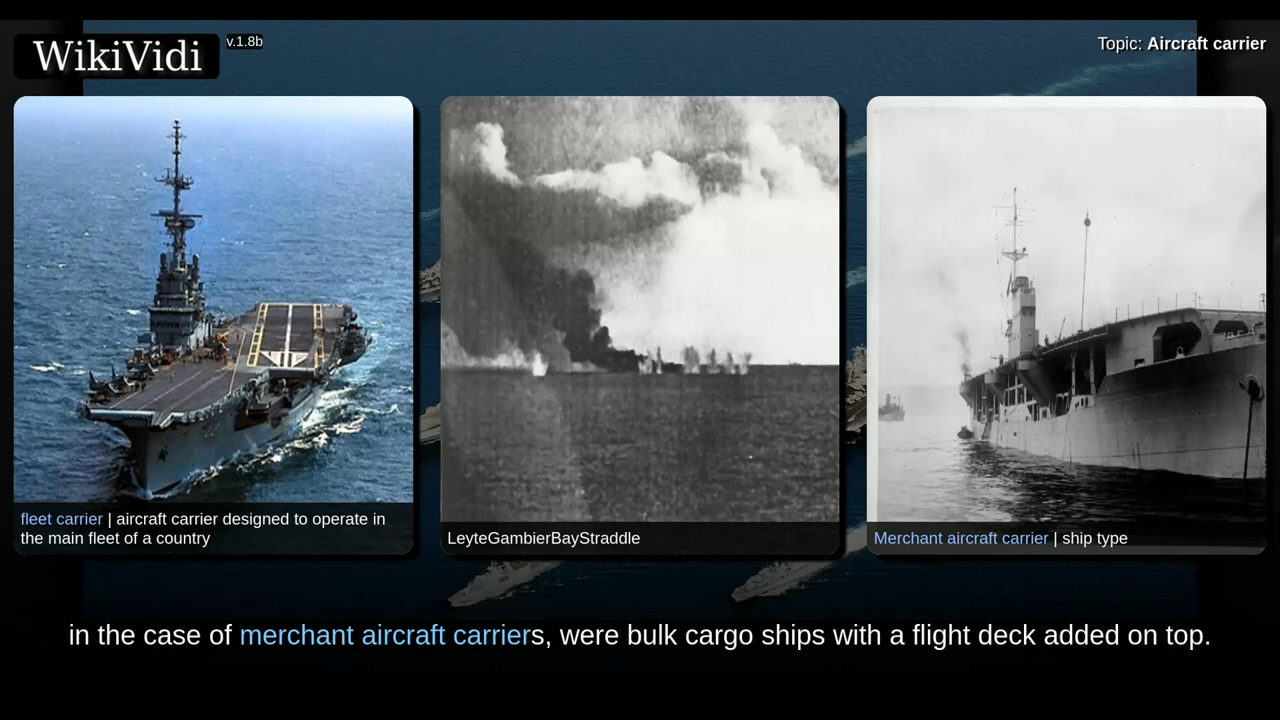 WikiVidi
v.1.8b
Topic: Aircraft carrier
fleet carrier | aircraft carrier designed to operate in
the main fleet of a country
LeyteGambierBayStraddle
Merchant aircraft carrier | ship type
in the case of merchant aircraft carriers, were bulk cargo ships with a flight deck added on top.